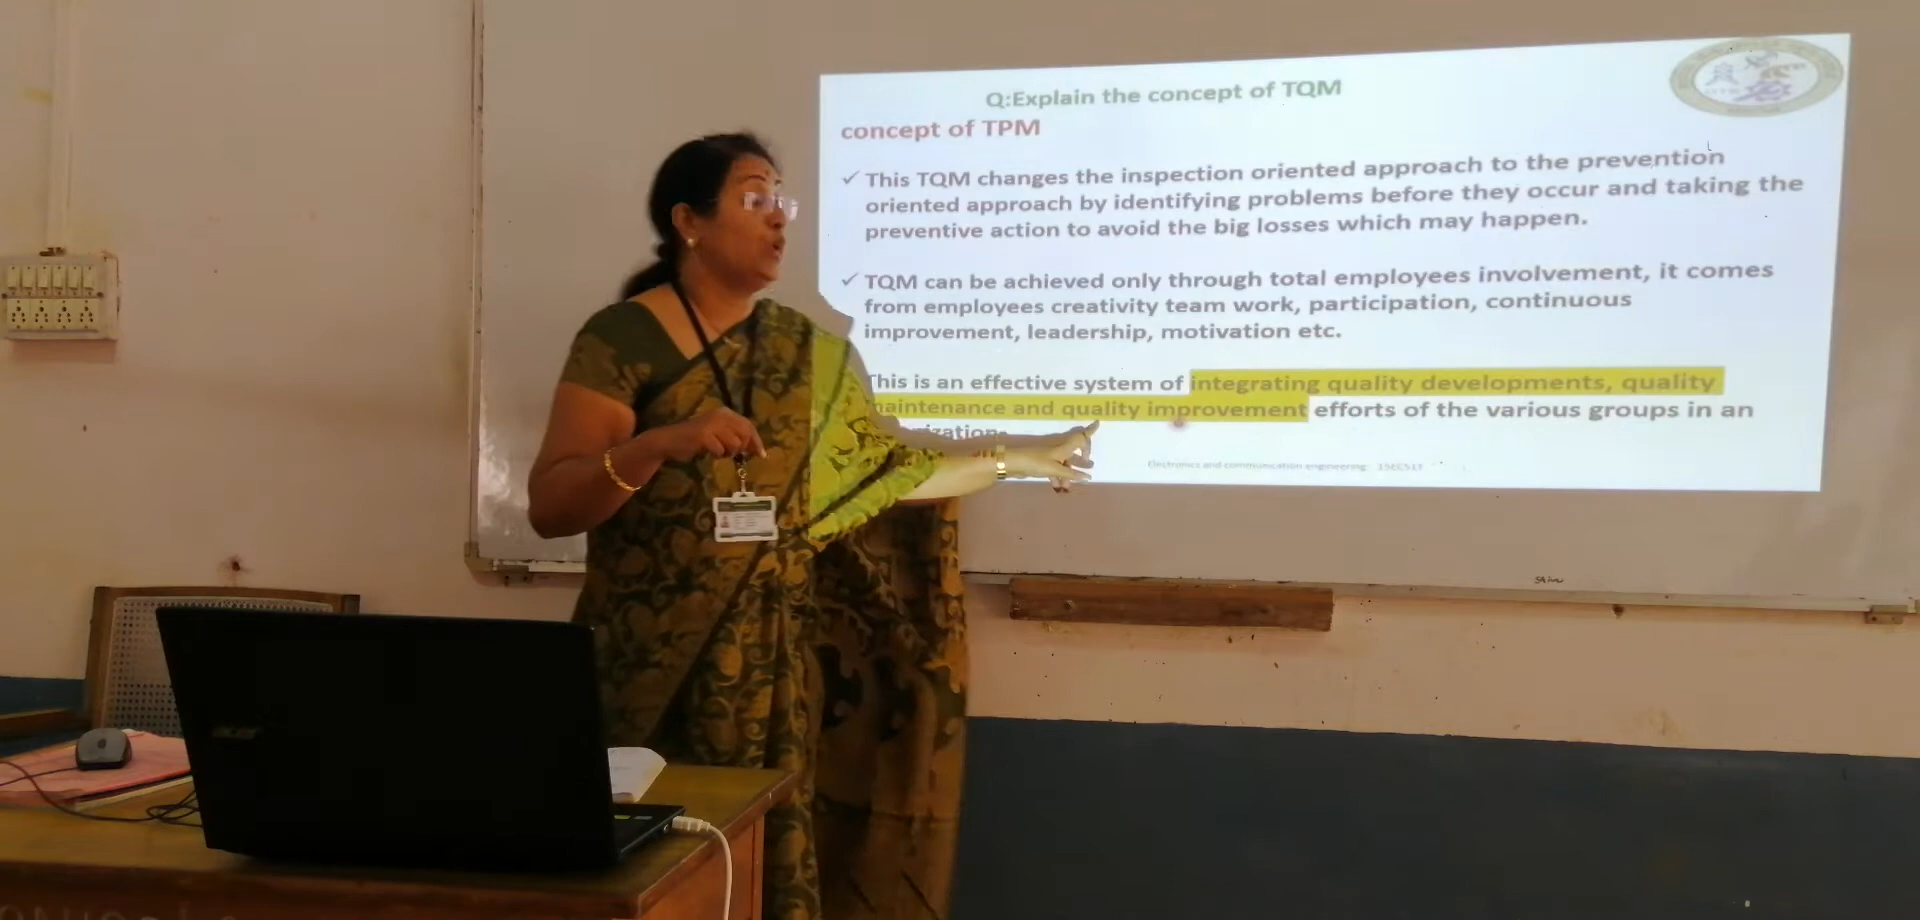 Q:Explain the concept of TQM
concept of TPM
✓ This TQM changes the inspection oriented approach to the prevention
oriented approach by identifying problems before they occur and taking the
preventive action to avoid the big losses which may happen.
✓ TQM can be achieved only through total employees involvement, it comes
from employees creativity team work, participation, continuous
improvement, leadership, motivation etc.
This is an effective system of integrating quality developments, quality
maintenance and quality improvement efforts of the various groups in an
Electronics and communication engineering